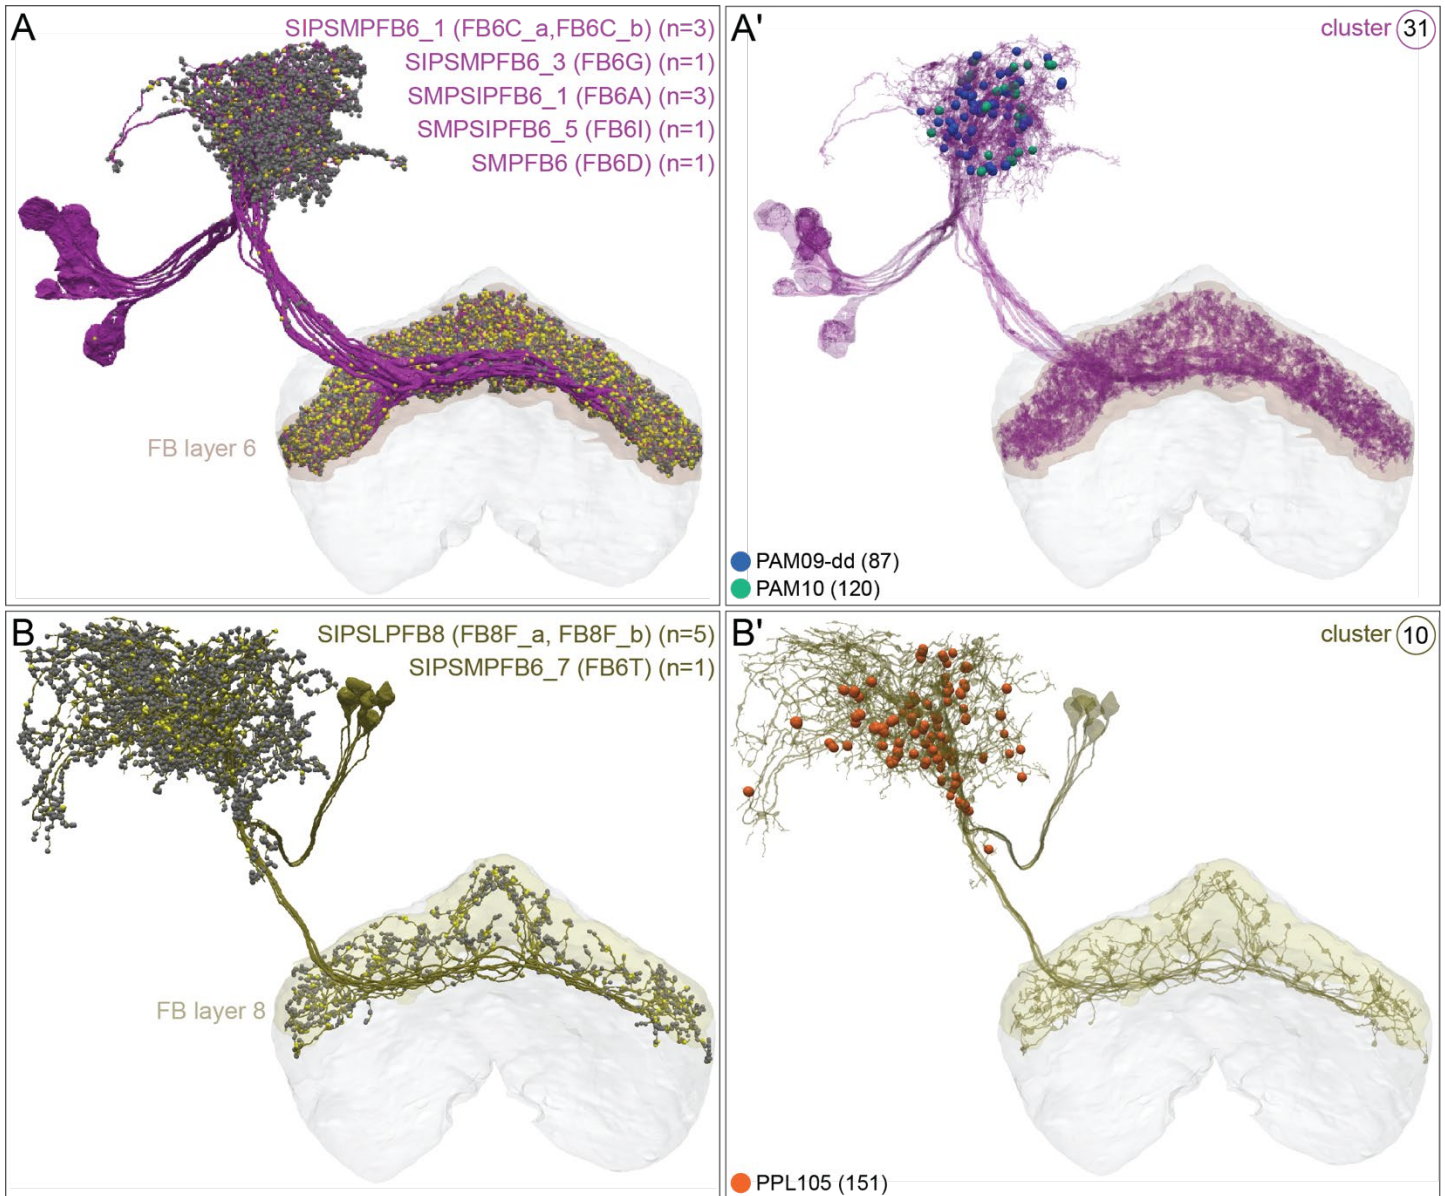 A
SIPSMPFB6_1 (FB6C_a,FB6C_b) (n=3)
SIPSMPFB6_3 (FB6G) (n=1)
SMPSIPFB6_1 (FB6A) (n=3)
SMPSIPFB6_5 (FB6I) (n=1)
SMPFB6 (FB6D) (n=1)
FB layer 6
A'
cluster 31
PAM09-dd (87)
PAM10 (120)
B
SIPSLPFB8 (FB8F_a, FB8F_b) (n=5)
SIPSMPFB6_7 (FB6T) (n=1)
FB layer 8
B'
cluster 10
PPL105 (151)